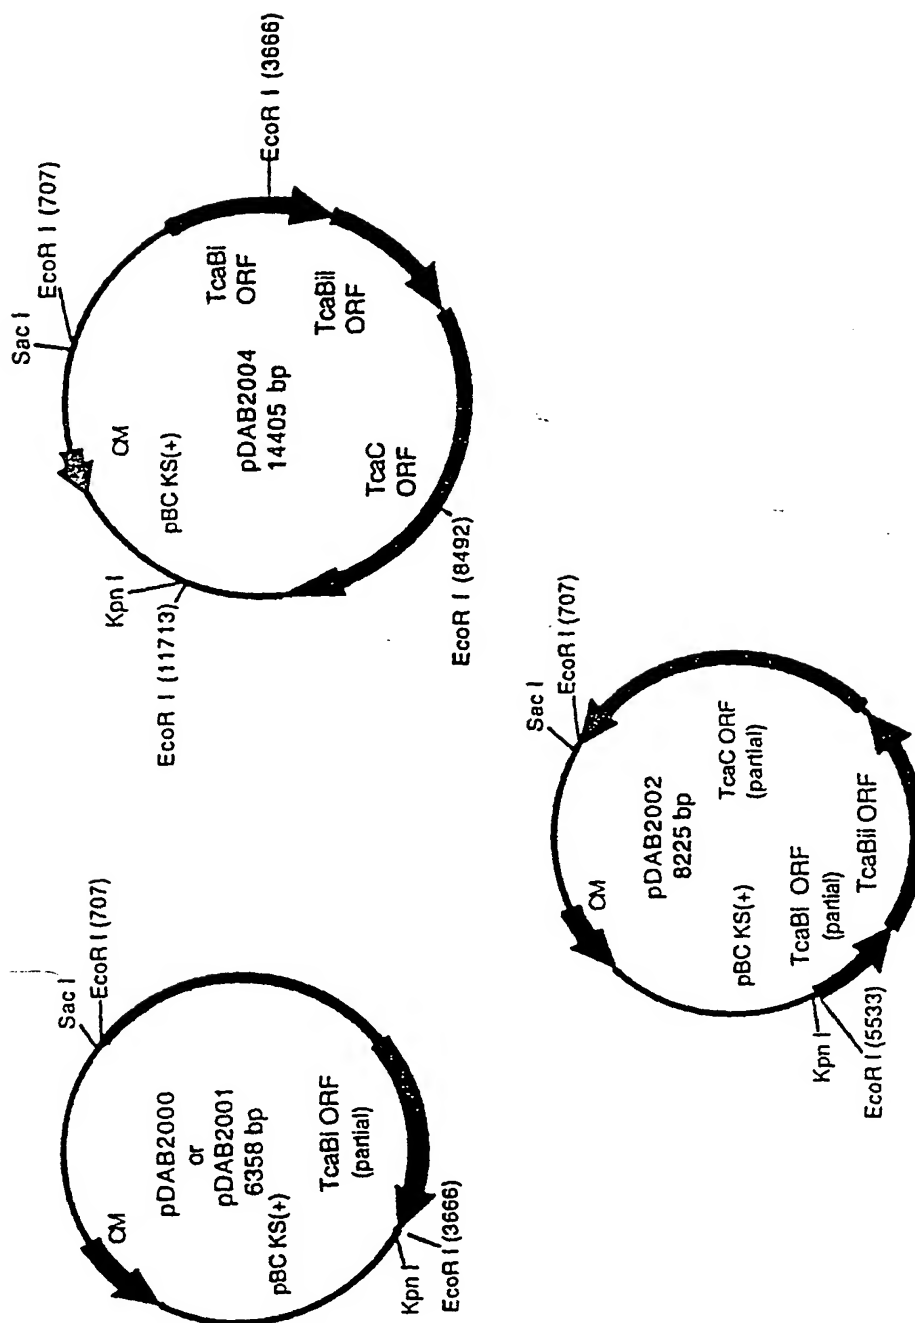 Sac I
EcoR I (707)
CM
pDAB2000
or
pDAB2001
6358 bp
pBC KS(+)
TcaBi ORF
(partial)
Kpn I
EcoR I (3666)
Sac I
EcoR I (707)
CM
pBC KS(+)
TcaBi
ORF
EcoR I (3666)
TcaBii
ORF
pDAB2004
14405 bp
TcaC
ORF
Kpn I
EcoR I (11713)
EcoR I (8492)
Sac I
EcoR I (707)
CM
pDAB2002
8225 bp
TcaC ORF
(partial)
pBC KS(+)
TcaBi ORF
(partial)
TcaBii ORF
Kpn I
EcoR I (5533)